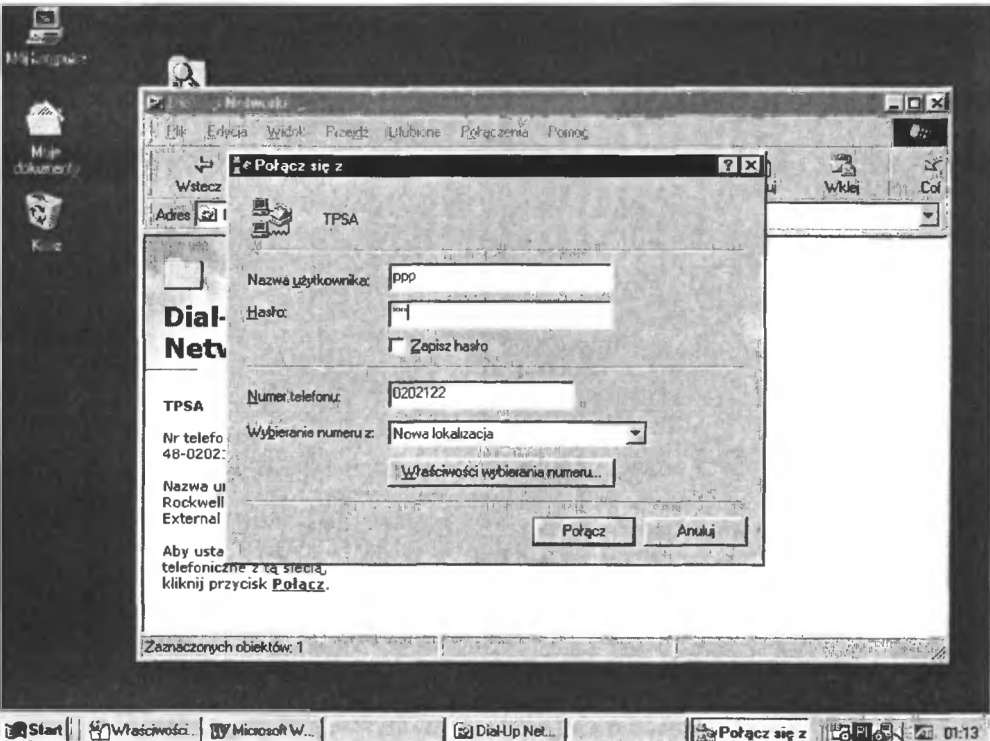 Mój komputer
Moje dokumenty
Kosz
Networki
Plik Edycja Widok Przejdź Ulubione Połączenia Pomoc
Wstecz
Wklej
Cof
Adres
Połącz się z
TPSA
Nazwa użytkownika: ppp
Hasło: ***
Zapisz hasło
Numer telefonu: 0202122
Wybieranie numeru z: Nowa lokalizacja
Właściwości wybierania numeru...
Połącz Anuluj
Dial-
Netw
TPSA
Nr telefo
48-0202
Nazwa u
Rockwell
External
Aby usta
telefoniczne z tą siecią,
kliknij przycisk Połącz.
Zaznaczonych obiektów: 1
Start Właściwości... Microsoft W... Dial-Up Net... Połącz się z Pl 01:13